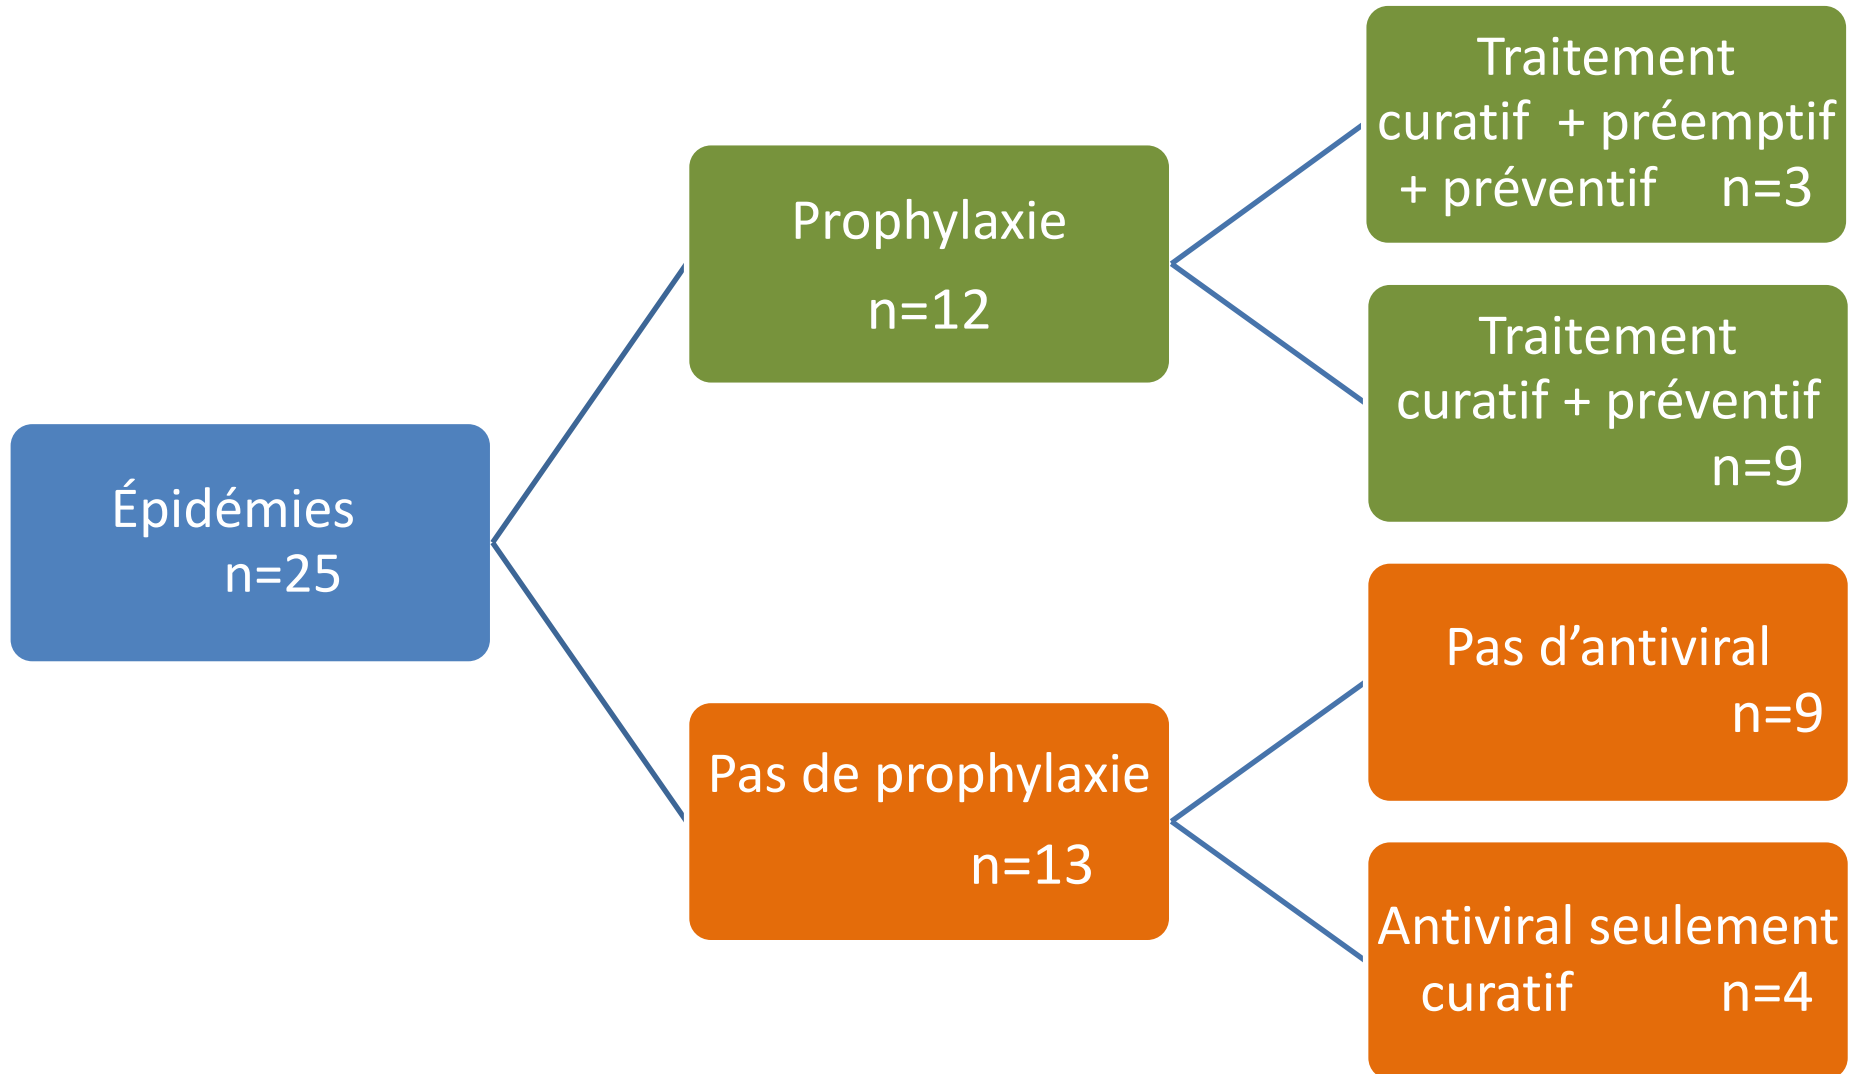 Épidémies
n=25
Prophylaxie
n=12
Traitement
curatif + préemptif
+ préventif n=3
Traitement
curatif + préventif
n=9
Pas de prophylaxie
n=13
Pas d’antiviral
n=9
Antiviral seulement
curatif n=4